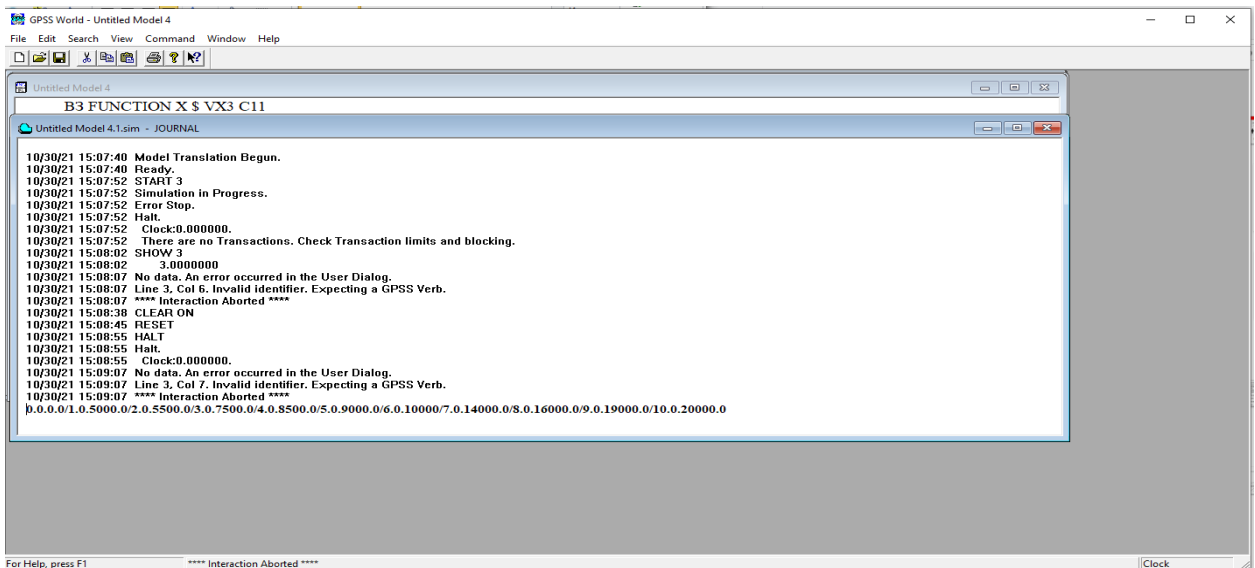 GPSS World - Untitled Model 4
File Edit Search View Command Window Help
Untitled Model 4
B3 FUNCTION X $ VX3 C11
Untitled Model 4.1.sim - JOURNAL
10/30/21 15:07:40 Model Translation Begun.
10/30/21 15:07:40 Ready.
10/30/21 15:07:52 START 3
10/30/21 15:07:52 Simulation in Progress.
10/30/21 15:07:52 Error Stop.
10/30/21 15:07:52 Halt.
10/30/21 15:07:52 Clock:0.000000.
10/30/21 15:07:52 There are no Transactions. Check Transaction limits and blocking.
10/30/21 15:08:02 SHOW 3
10/30/21 15:08:02 3.0000000
10/30/21 15:08:07 No data. An error occurred in the User Dialog.
10/30/21 15:08:07 Line 3, Col 6. Invalid identifier. Expecting a GPSS Verb.
10/30/21 15:08:07 **** Interaction Aborted ****
10/30/21 15:08:38 CLEAR ON
10/30/21 15:08:45 RESET
10/30/21 15:08:55 HALT
10/30/21 15:08:55 Halt.
10/30/21 15:08:55 Clock:0.000000.
10/30/21 15:09:07 No data. An error occurred in the User Dialog.
10/30/21 15:09:07 Line 3, Col 7. Invalid identifier. Expecting a GPSS Verb.
10/30/21 15:09:07 **** Interaction Aborted ****
0.0.0.0/1.0.5000.0/2.0.5500.0/3.0.7500.0/4.0.8500.0/5.0.9000.0/6.0.10000/7.0.14000.0/8.0.16000.0/9.0.19000.0/10.0.20000.0
For Help, press F1 **** Interaction Aborted **** Clock